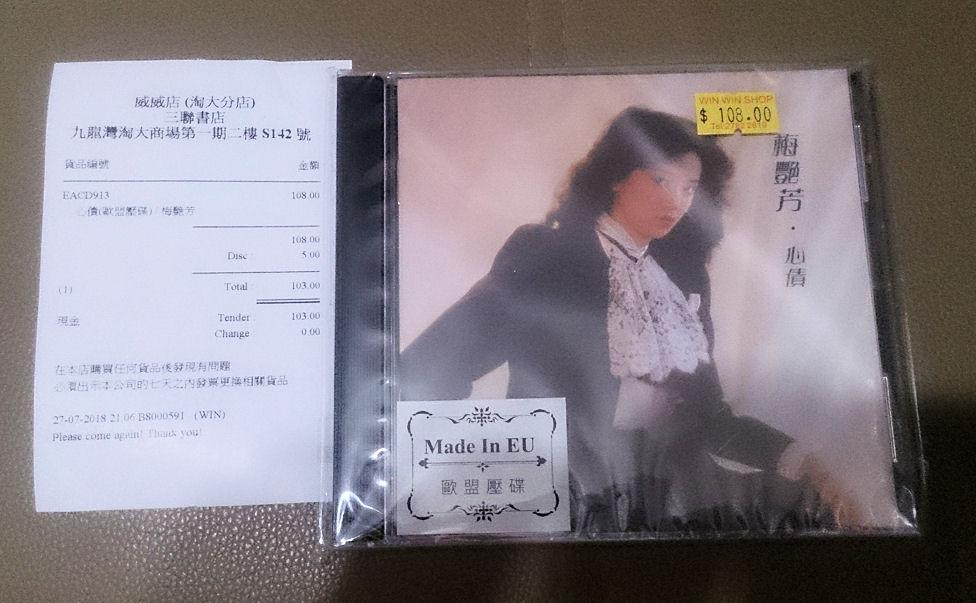 威威店 (淘大分店)
三聯書店
九龍灣淘大商場第一期二樓 S142 號
貨品編號 金額
EACD913 108.00
心債(歐盟壓碟) / 梅艷芳
108.00
Disc : 5.00
(1) Total : 103.00
現金 Tender : 103.00
Change 0.00
在本店購買任何貨品後發現有問題
必須出示本公司的七天之內發票更換相關貨品
27-07-2018 21:06 B8000591 (WIN)
Please come again! Thank you!
WIN WIN SHOP
$ 108.00
梅艷芳・心債
Made In EU
歐盟壓碟